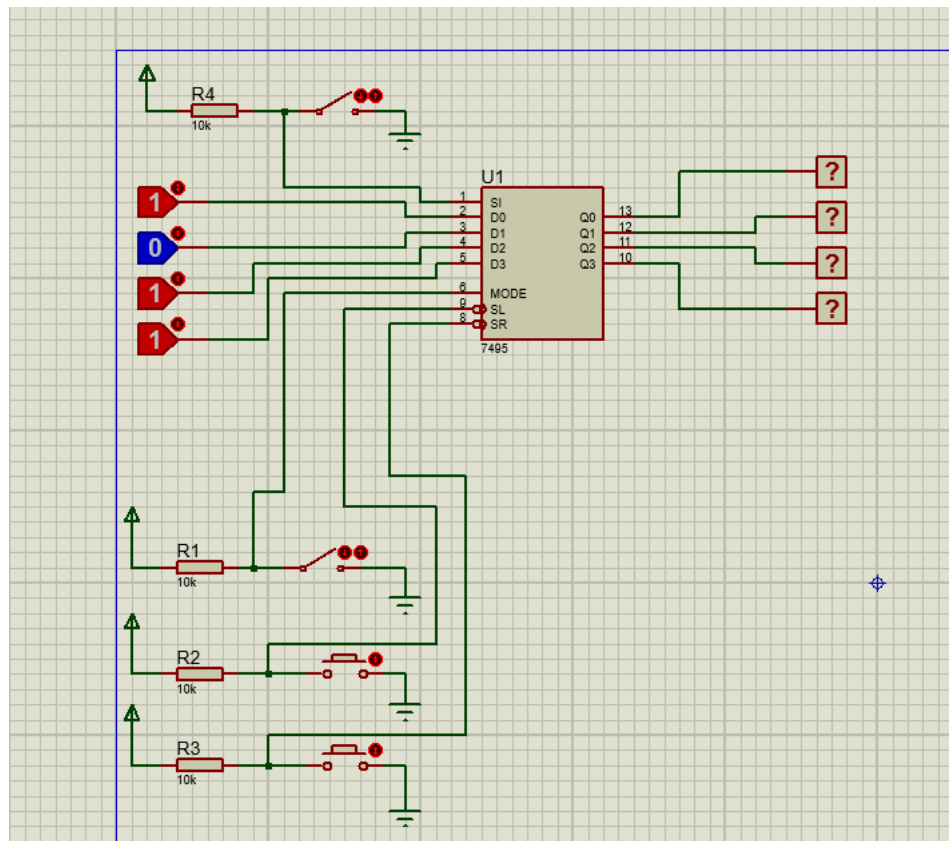 R4
10k
U1
1 SI
1 2 D0 Q0 13 ?
0 3 D1 Q1 12 ?
1 4 D2 Q2 11 ?
1 5 D3 Q3 10 ?
6 MODE
9 SL
8 SR
7495
R1
10k
R2
10k
R3
10k